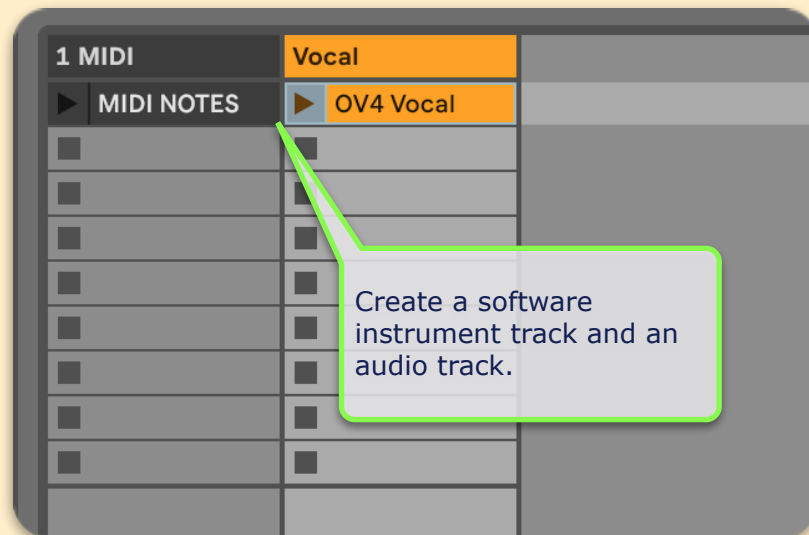 1 MIDI
Vocal
MIDI NOTES
OV4 Vocal
Create a software
instrument track and an
audio track.